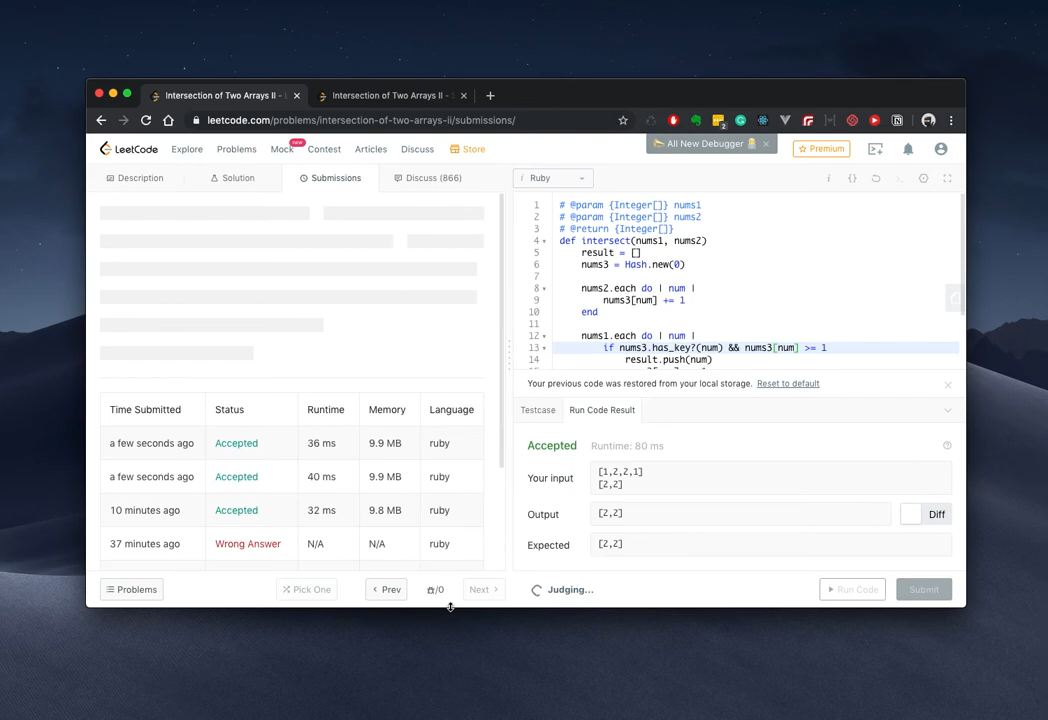 Intersection of Two Arrays II -
Intersection of Two Arrays II -
leetcode.com/problems/intersection-of-two-arrays-ii/submissions/
2
LeetCode
Explore
Problems
Mock
new
Contest
Articles
Discuss
Store
All New Debugger
Premium
Description
Solution
Submissions
Discuss (866)
i Ruby
1 # @param {Integer[]} nums1
2 # @param {Integer[]} nums2
3 # @return {Integer[]}
4 def intersect(nums1, nums2)
5 result = []
6 nums3 = Hash.new(0)
7
8 nums2.each do | num |
9 nums3[num] += 1
10 end
11
12 nums1.each do | num |
13 if nums3.has_key?(num) && nums3[num] >= 1
14 result.push(num)
Your previous code was restored from your local storage. Reset to default
Time Submitted Status Runtime Memory Language
a few seconds ago Accepted 36 ms 9.9 MB ruby
a few seconds ago Accepted 40 ms 9.9 MB ruby
10 minutes ago Accepted 32 ms 9.8 MB ruby
37 minutes ago Wrong Answer N/A N/A ruby
Testcase
Run Code Result
Accepted Runtime: 80 ms
Your input
[1,2,2,1]
[2,2]
Output [2,2]
Diff
Expected [2,2]
Problems
Pick One
Prev
/0
Next
Judging...
Run Code
Submit